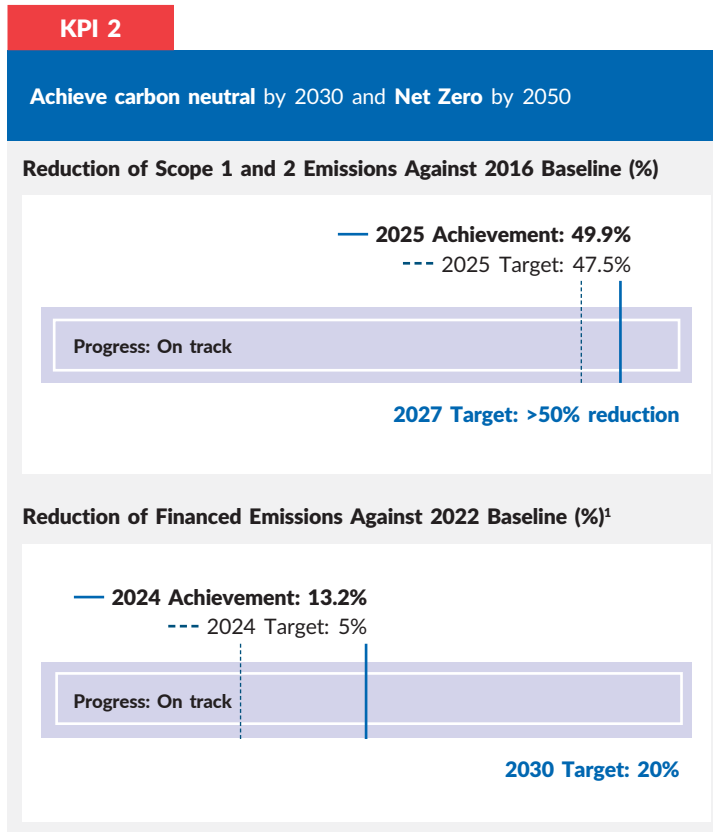 KPI 2
Achieve carbon neutral by 2030 and Net Zero by 2050
Reduction of Scope 1 and 2 Emissions Against 2016 Baseline (%)
2025 Achievement: 49.9%
2025 Target: 47.5%
Progress: On track
2027 Target: >50% reduction
Reduction of Financed Emissions Against 2022 Baseline (%)¹
2024 Achievement: 13.2%
2024 Target: 5%
Progress: On track
2030 Target: 20%